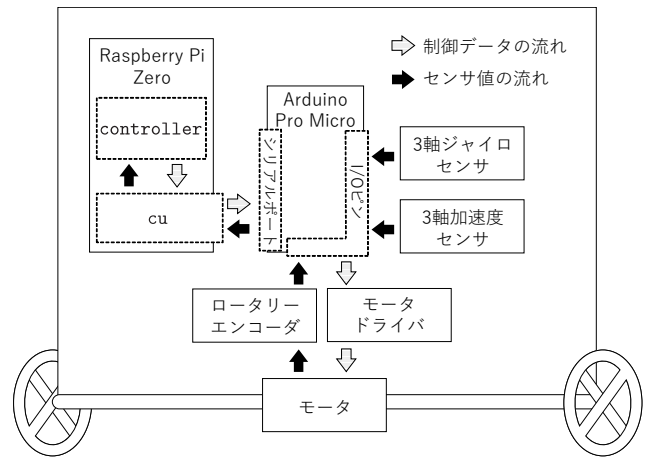 制御データの流れ
センサ値の流れ
Raspberry Pi
Zero
controller
cu
Arduino
Pro Micro
シリアルポート
I/Oピン
3軸ジャイロ
センサ
3軸加速度
センサ
ロータリー
エンコーダ
モータ
ドライバ
モータ